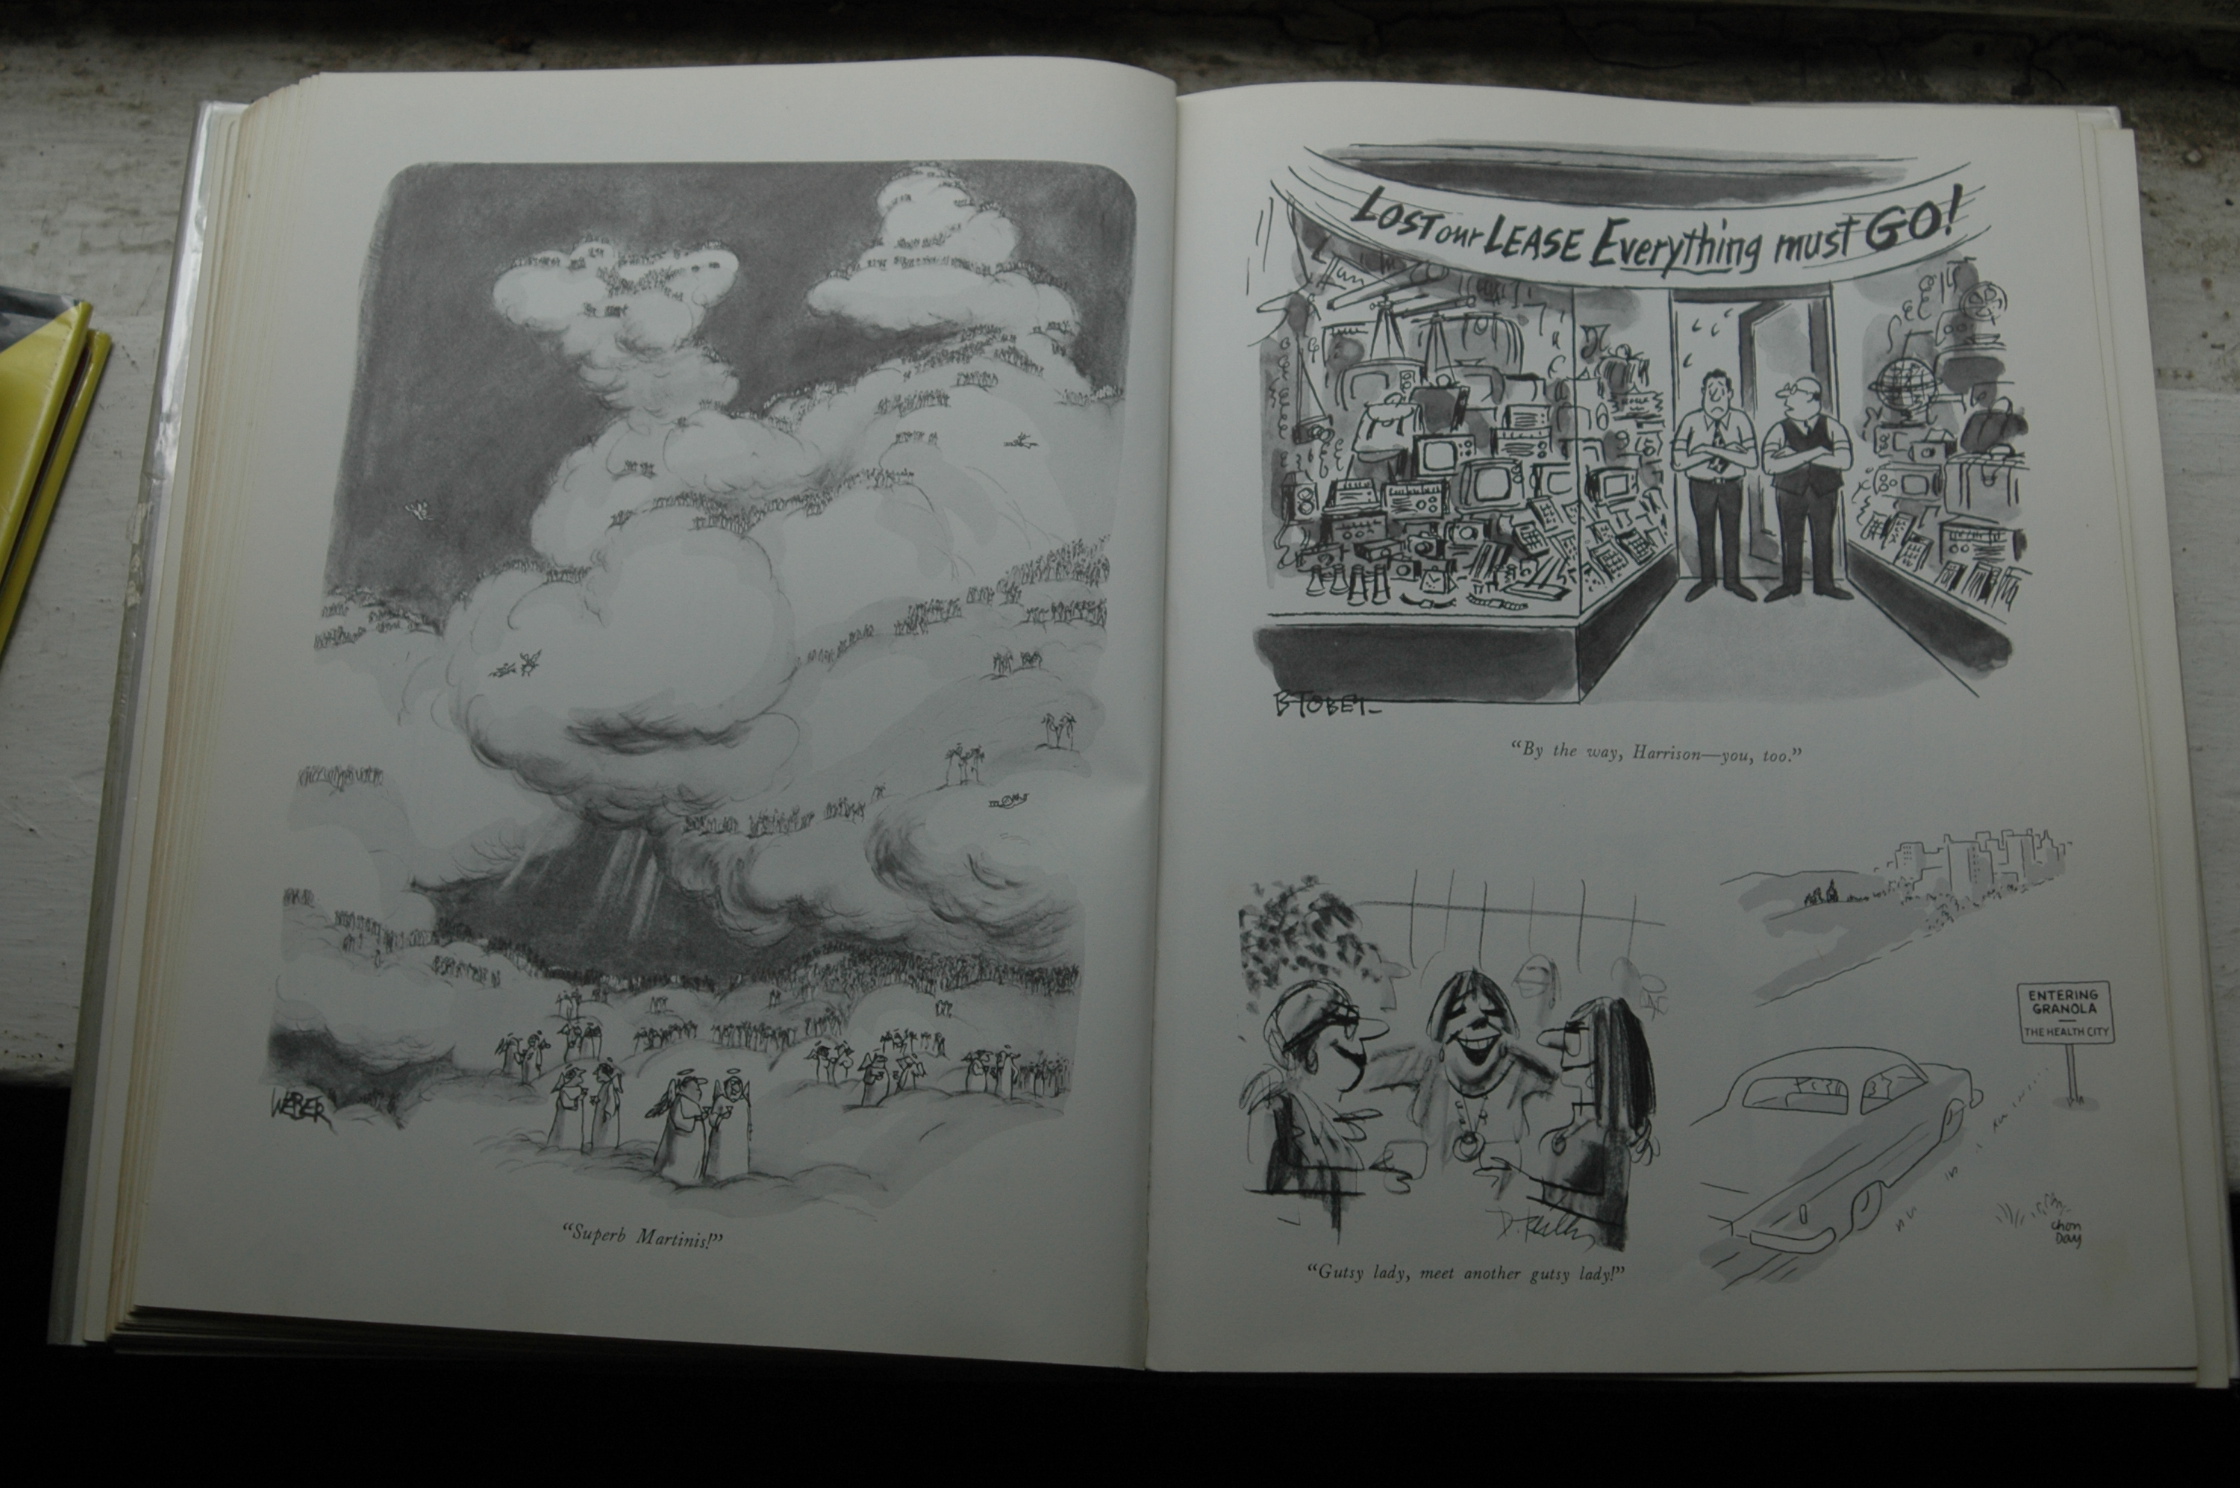 WEBER
"Superb Martinis!"
LOST our LEASE Everything must GO!
B. TOBEY-
"By the way, Harrison—you, too."
"Gutsy lady, meet another gutsy lady!"
ENTERING
GRANOLA
—
THE HEALTH CITY
chon
Day